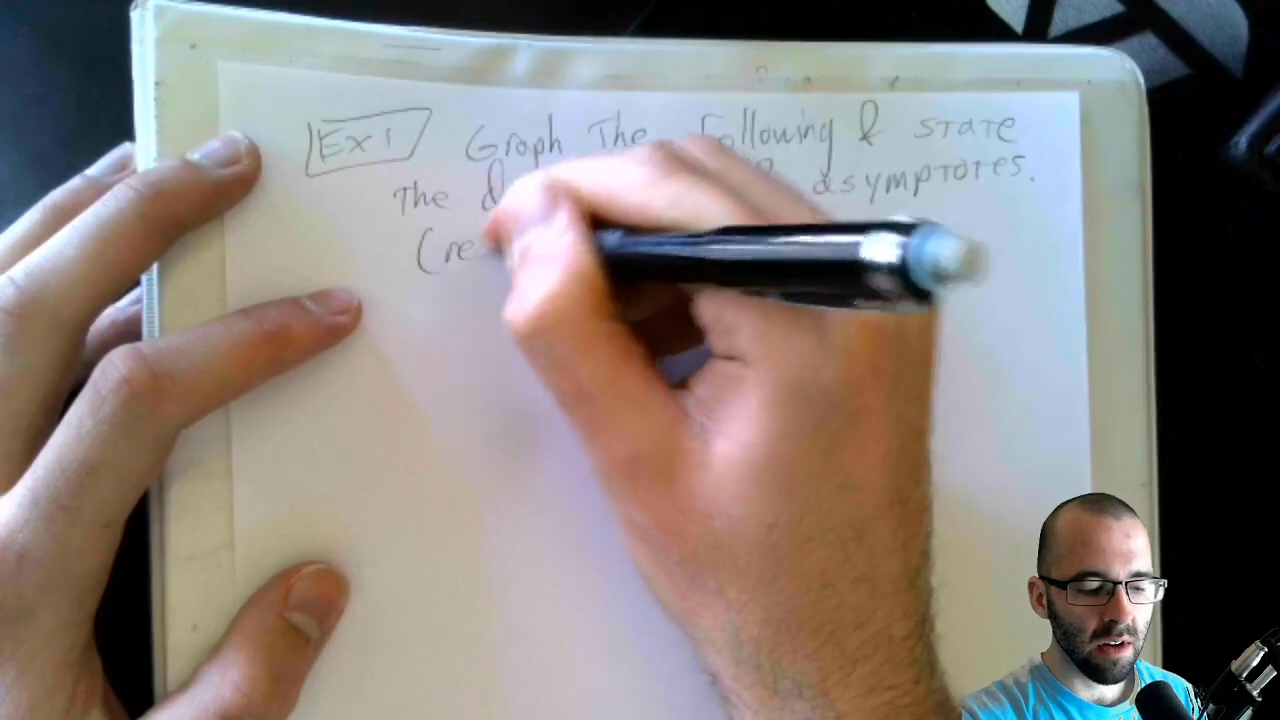 Ex 1 Graph The Following & STATE
The asympTOTes.
(re